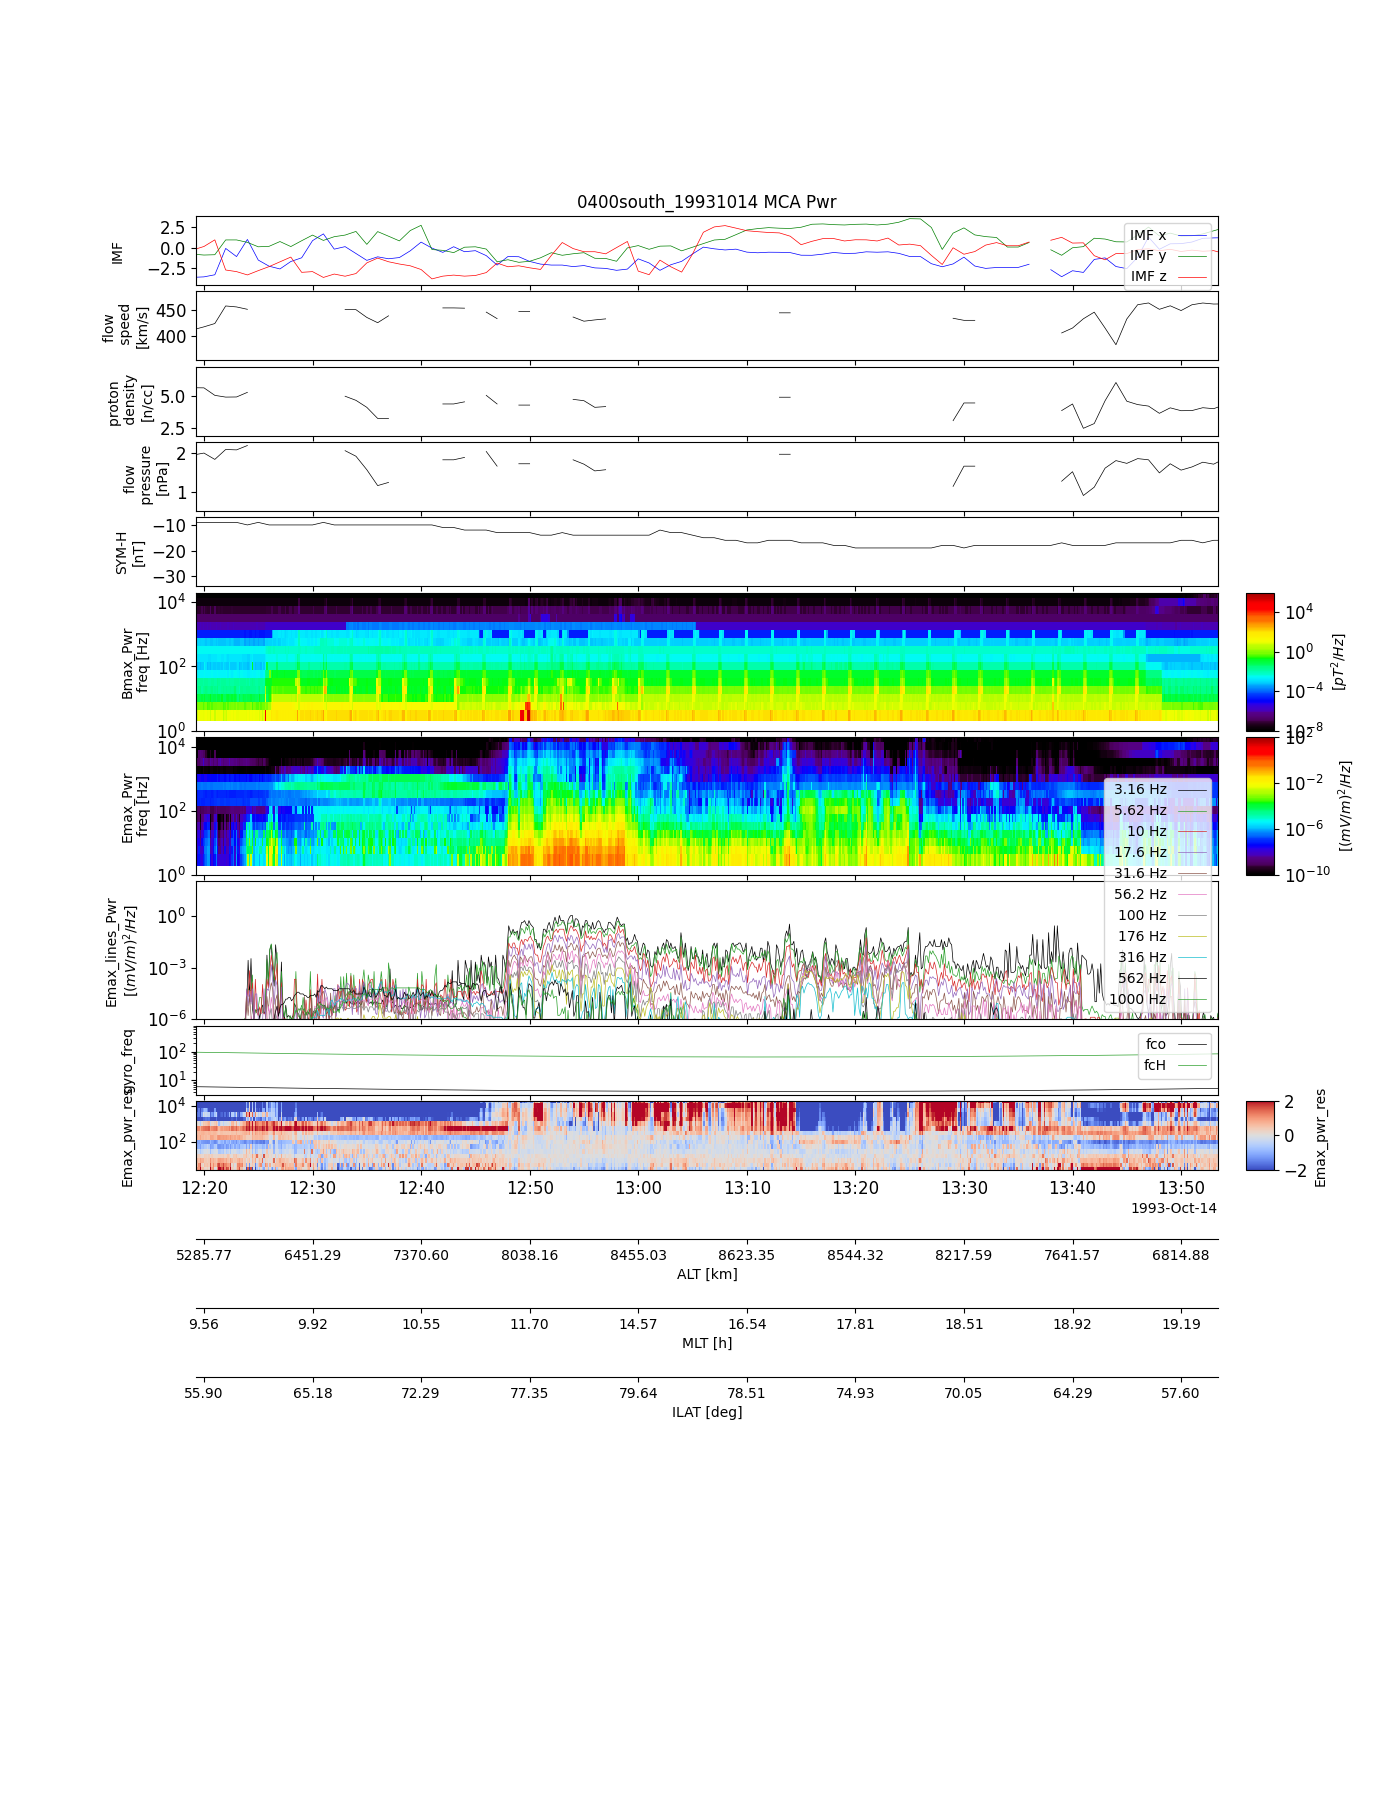 0400south_19931014 MCA Pwr
IMF
2.5
0.0
−2.5
IMF x
IMF y
IMF z
flow
speed
[km/s]
450
400
proton
density
[n/cc]
5.0
2.5
flow
pressure
[nPa]
2
1
SYM-H
[nT]
−10
−20
−30
Bmax_Pwr
freq [Hz]
10^4
10^2
10^0
10^4
10^0
10^−4
10^−8
[pT^2/Hz]
Emax_Pwr
freq [Hz]
10^4
10^2
10^0
10^2
10^−2
10^−6
10^−10
[(mV/m)^2/Hz]
3.16 Hz
5.62 Hz
10 Hz
17.6 Hz
31.6 Hz
56.2 Hz
100 Hz
176 Hz
316 Hz
562 Hz
1000 Hz
Emax_lines_Pwr
[(mV/m)^2/Hz]
10^0
10^−3
10^−6
gyro_freq
10^2
10^1
fco
fcH
Emax_pwr_res
10^4
10^2
2
0
−2
Emax_pwr_res
12:20 12:30 12:40 12:50 13:00 13:10 13:20 13:30 13:40 13:50
1993-Oct-14
5285.77 6451.29 7370.60 8038.16 8455.03 8623.35 8544.32 8217.59 7641.57 6814.88
ALT [km]
9.56 9.92 10.55 11.70 14.57 16.54 17.81 18.51 18.92 19.19
MLT [h]
55.90 65.18 72.29 77.35 79.64 78.51 74.93 70.05 64.29 57.60
ILAT [deg]